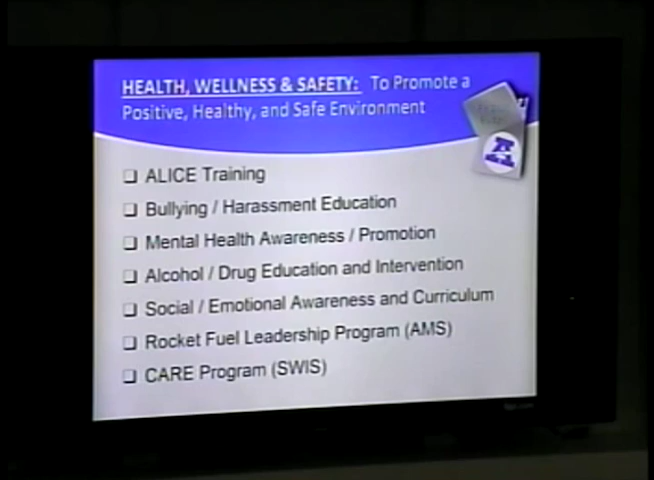 HEALTH, WELLNESS & SAFETY: To Promote a
Positive, Healthy, and Safe Environment
❑ ALICE Training
❑ Bullying / Harassment Education
❑ Mental Health Awareness / Promotion
❑ Alcohol / Drug Education and Intervention
❑ Social / Emotional Awareness and Curriculum
❑ Rocket Fuel Leadership Program (AMS)
❑ CARE Program (SWIS)